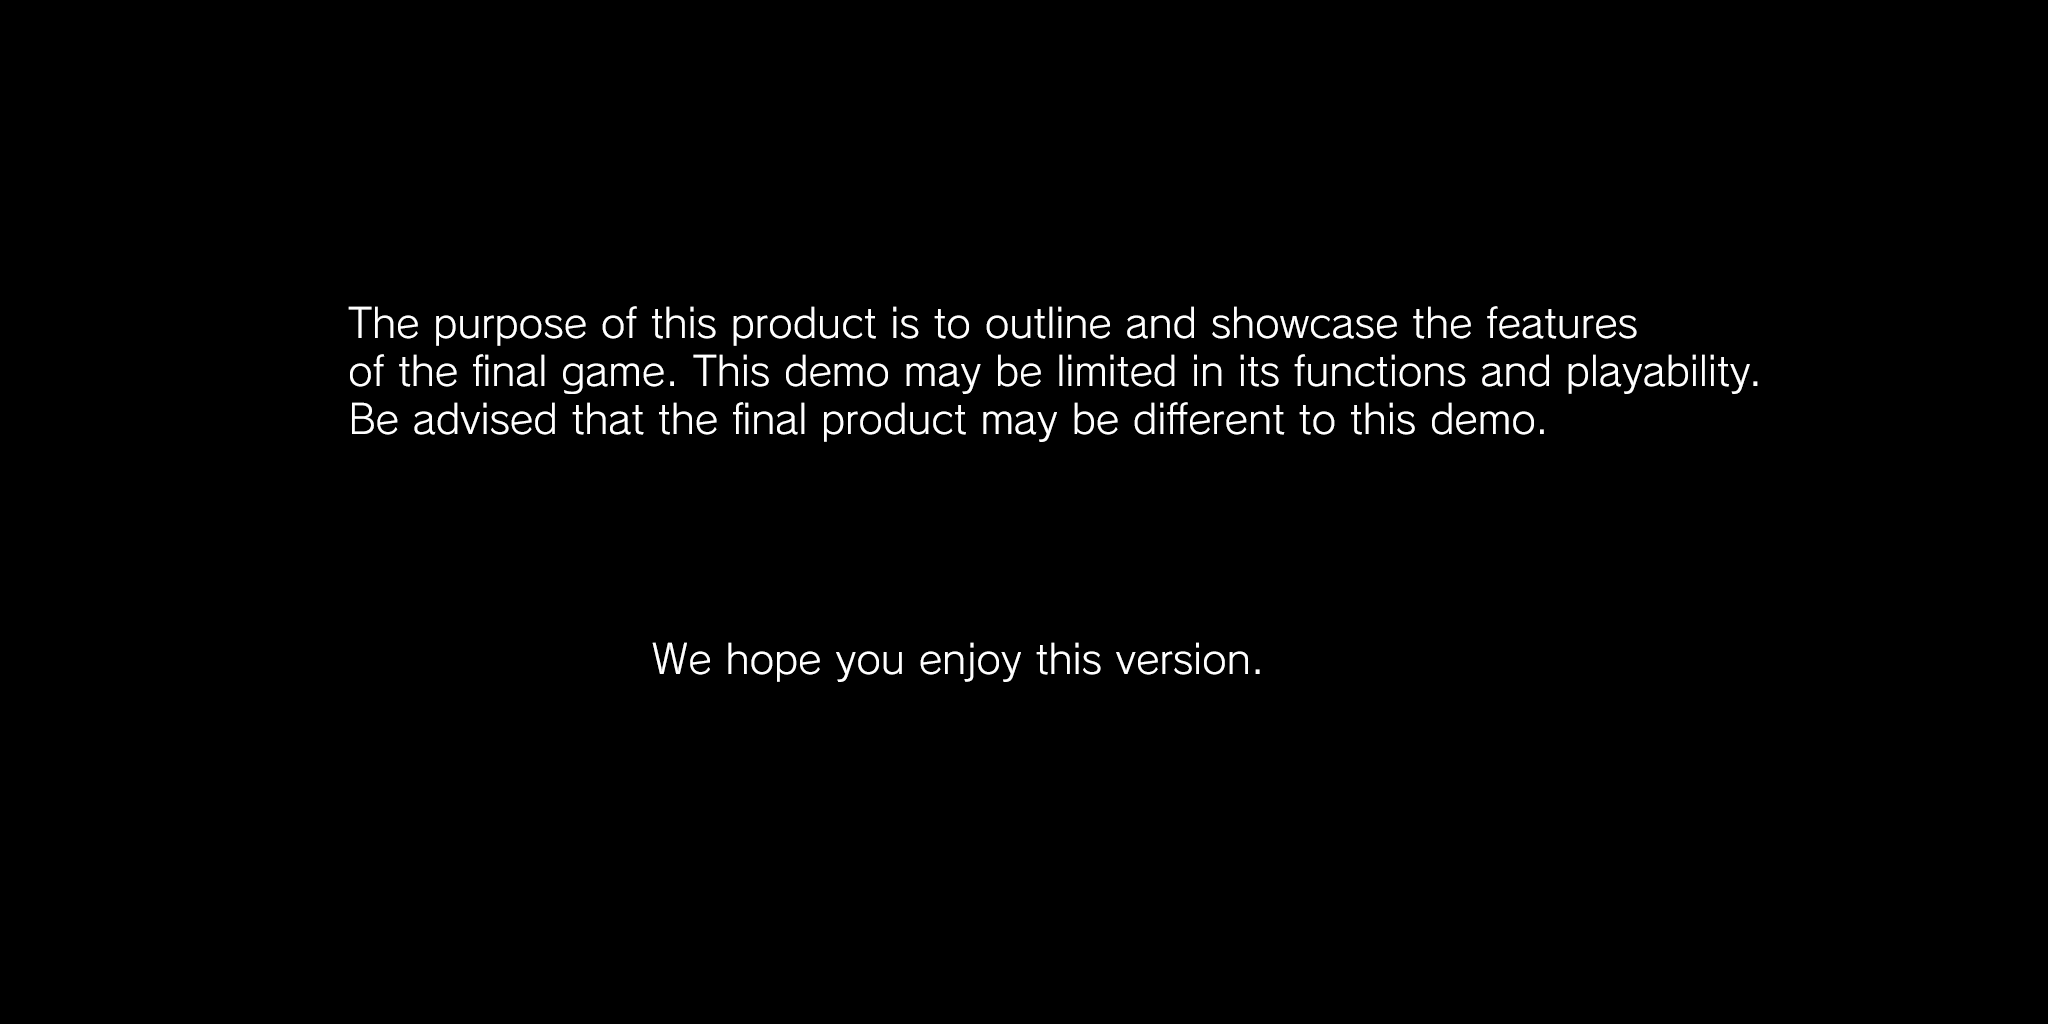 The purpose of this product is to outline and showcase the features
of the final game. This demo may be limited in its functions and playability.
Be advised that the final product may be different to this demo.
We hope you enjoy this version.